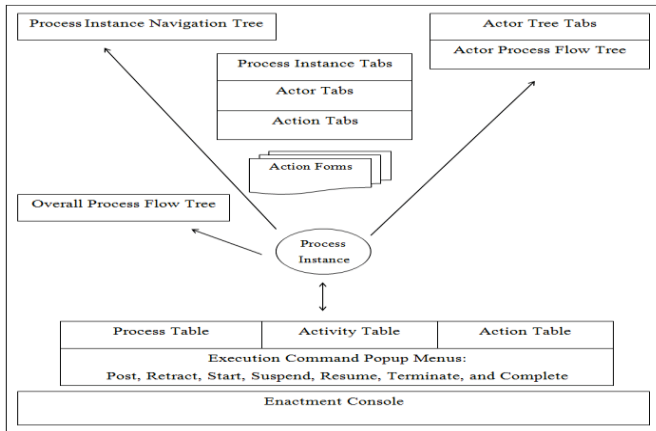 Process Instance Navigation Tree
Actor Tree Tabs
Actor Process Flow Tree
Process Instance Tabs
Actor Tabs
Action Tabs
Action Forms
Overall Process Flow Tree
Process
Instance
Process Table
Activity Table
Action Table
Execution Command Popup Menus:
Post, Retract, Start, Suspend, Resume, Terminate, and Complete
Enactment Console